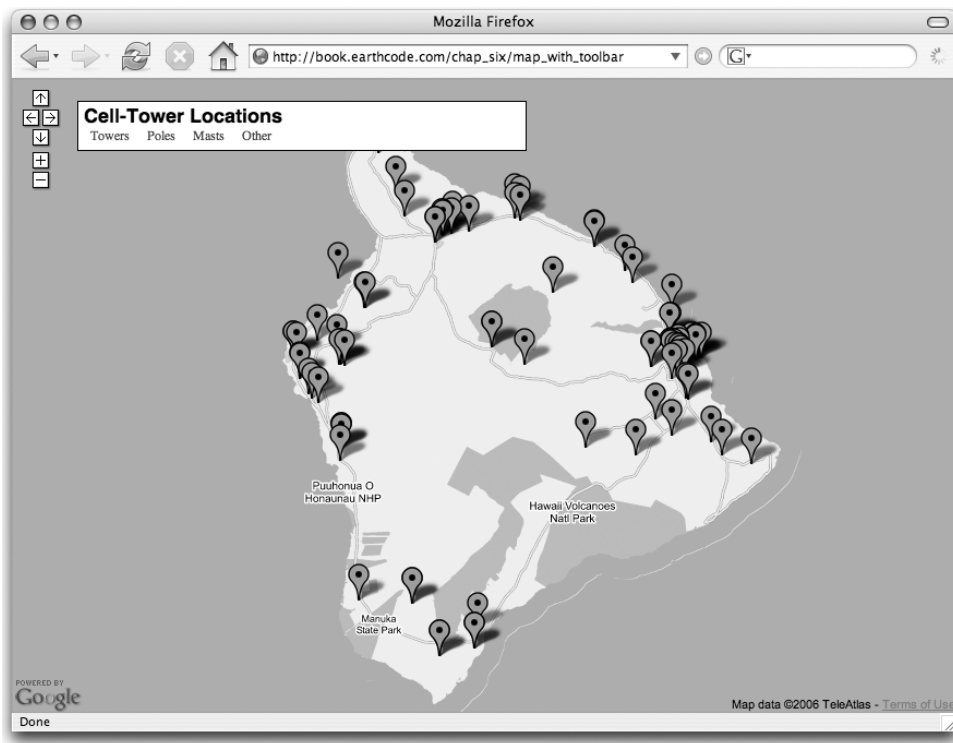 Mozilla Firefox
http://book.earthcode.com/chap_six/map_with_toolbar
G
Cell-Tower Locations
Towers Poles Masts Other
Puuhonua O
Honaunau NHP
Hawaii Volcanoes
Natl Park
Manuka
State Park
POWERED BY
Google
Map data ©2006 TeleAtlas - Terms of Use
Done